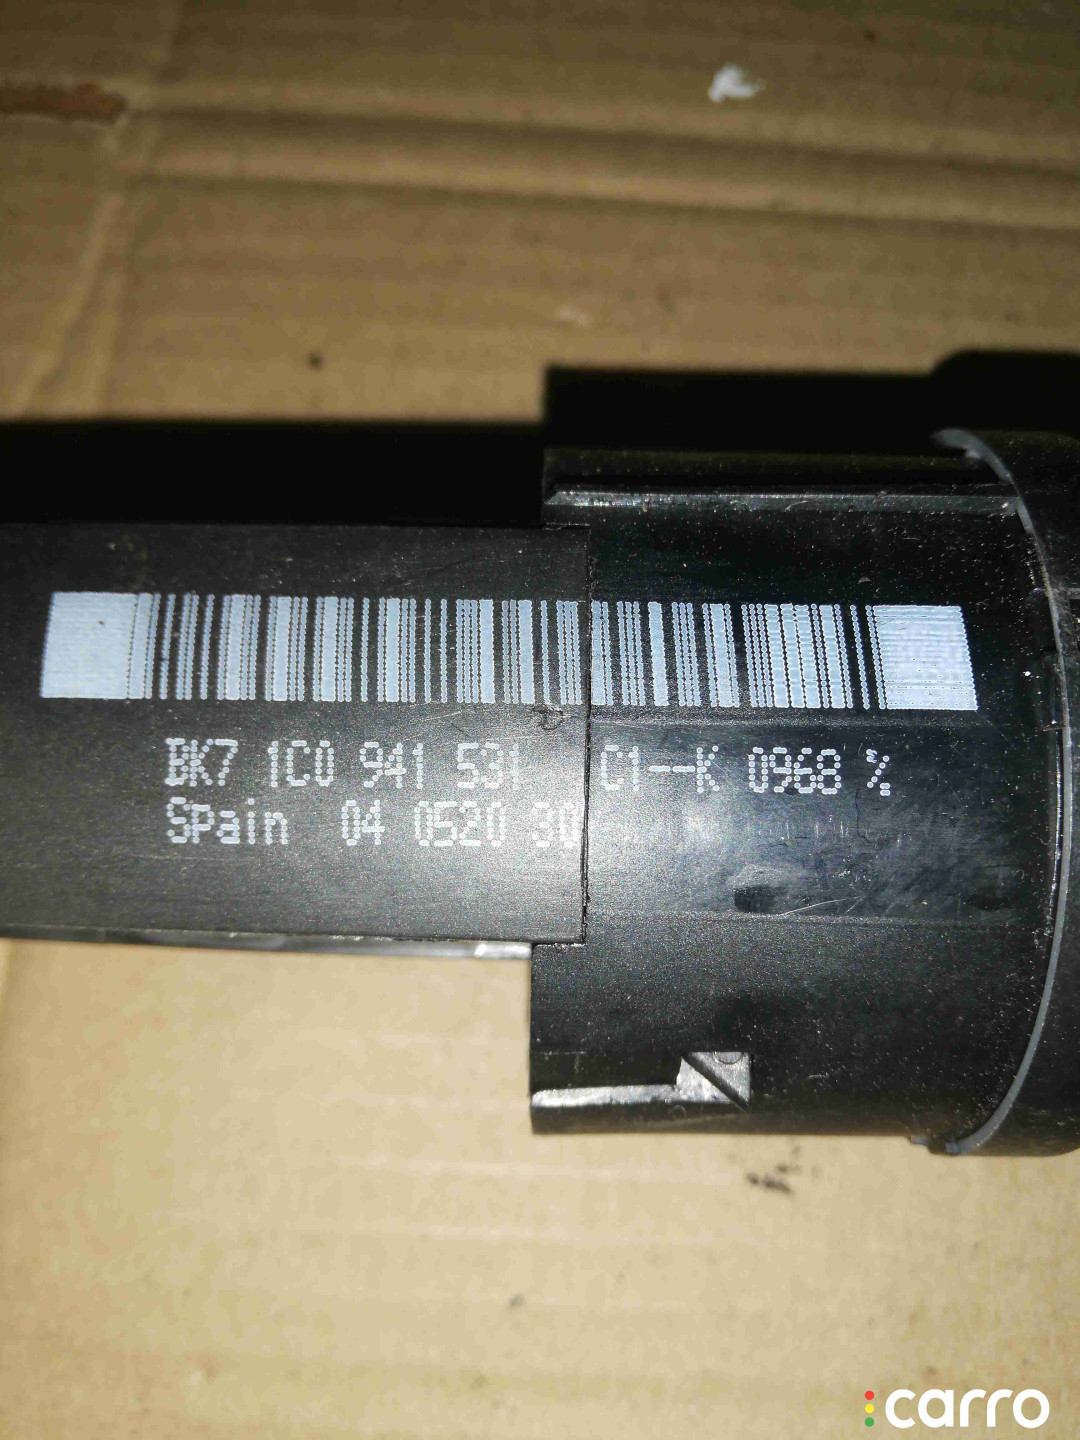 BK7 1C0 941 531 C1--K 0968 %
Spain 04 0520 30
carro